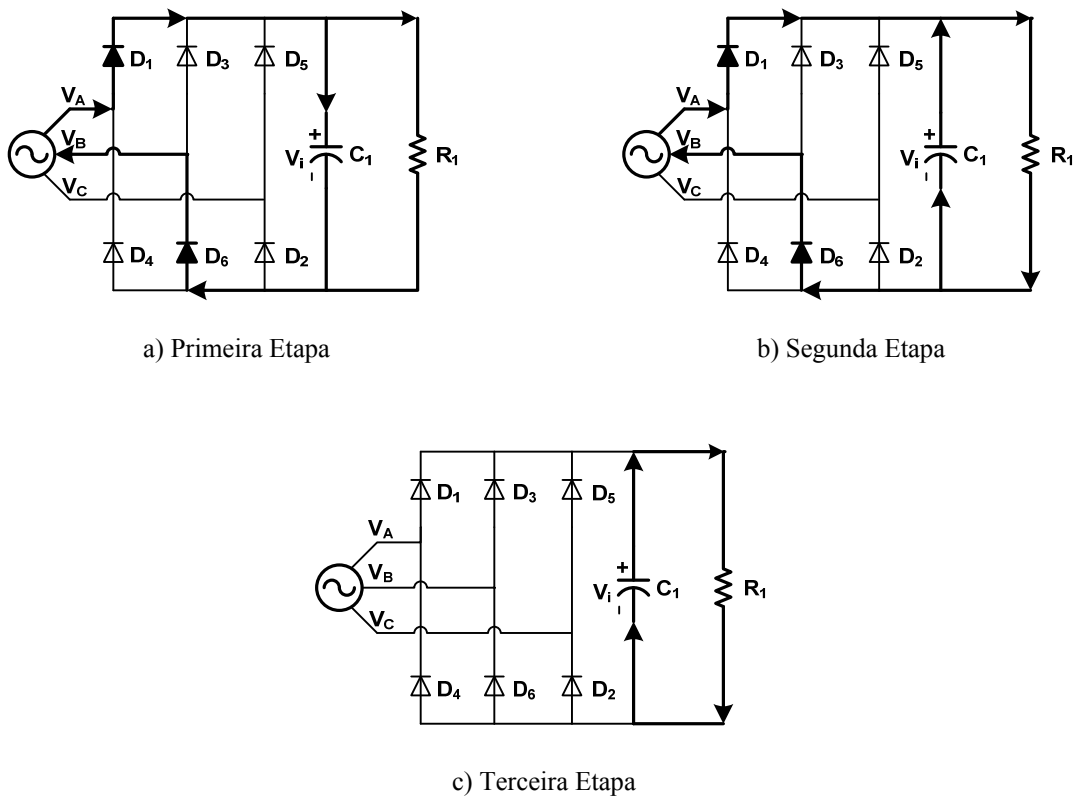 D1 D3 D5
VA
VB
VC
+
Vi
-
C1
R1
D4 D6 D2
a) Primeira Etapa
D1 D3 D5
VA
VB
VC
+
Vi
-
C1
R1
D4 D6 D2
b) Segunda Etapa
D1 D3 D5
VA
VB
VC
+
Vi
-
C1
R1
D4 D6 D2
c) Terceira Etapa